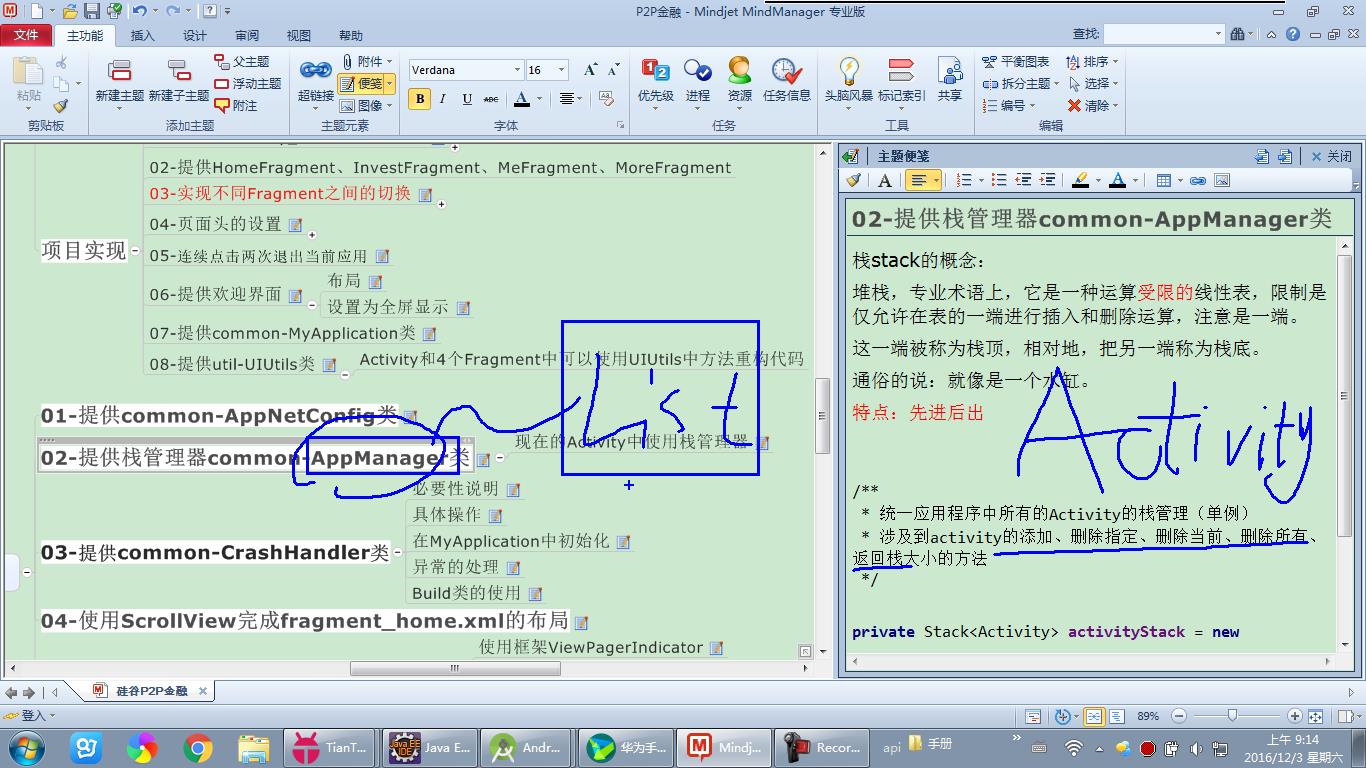 P2P金融 - Mindjet MindManager 专业版
文件 主功能 插入 设计 审阅 视图 帮助 查找:
粘贴 新建主题 新建子主题 父主题 浮动主题 附注 超链接 附件 便笺 图像 Verdana 16 优先级 进程 资源 任务信息 头脑风暴 标记索引 共享 平衡图表 拆分主题 编号 排序 选择 清除
B I U ABC A
剪贴板 添加主题 主题元素 字体 任务 工具 编辑
02-提供HomeFragment、InvestFragment、MeFragment、MoreFragment
03-实现不同Fragment之间的切换
04-页面头的设置
项目实现
05-连续点击两次退出当前应用
06-提供欢迎界面
布局
设置为全屏显示
07-提供common-MyApplication类
08-提供util-UIUtils类
Activity和4个Fragment中可以使用UIUtils中方法重构代码
List
01-提供common-AppNetConfig类
02-提供栈管理器common-AppManager类
现在的Activity中使用栈管理器
03-提供common-CrashHandler类
必要性说明
具体操作
在MyApplication中初始化
异常的处理
Build类的使用
04-使用ScrollView完成fragment_home.xml的布局
使用框架ViewPagerIndicator
主题便笺 关闭
02-提供栈管理器common-AppManager类
栈stack的概念:
堆栈，专业术语上，它是一种运算受限的线性表，限制是
仅允许在表的一端进行插入和删除运算，注意是一端。
这一端被称为栈顶，相对地，把另一端称为栈底。
通俗的说：就像是一个水缸。
特点：先进后出
Activity
/**
* 统一应用程序中所有的Activity的栈管理（单例）
* 涉及到activity的添加、删除指定、删除当前、删除所有、
返回栈大小的方法
*/
private Stack<Activity> activityStack = new
硅谷P2P金融
登入 89%
TianT... Java E... Andr... 华为手... Mindj... Recor... api 手册
上午 9:14
2016/12/3 星期六